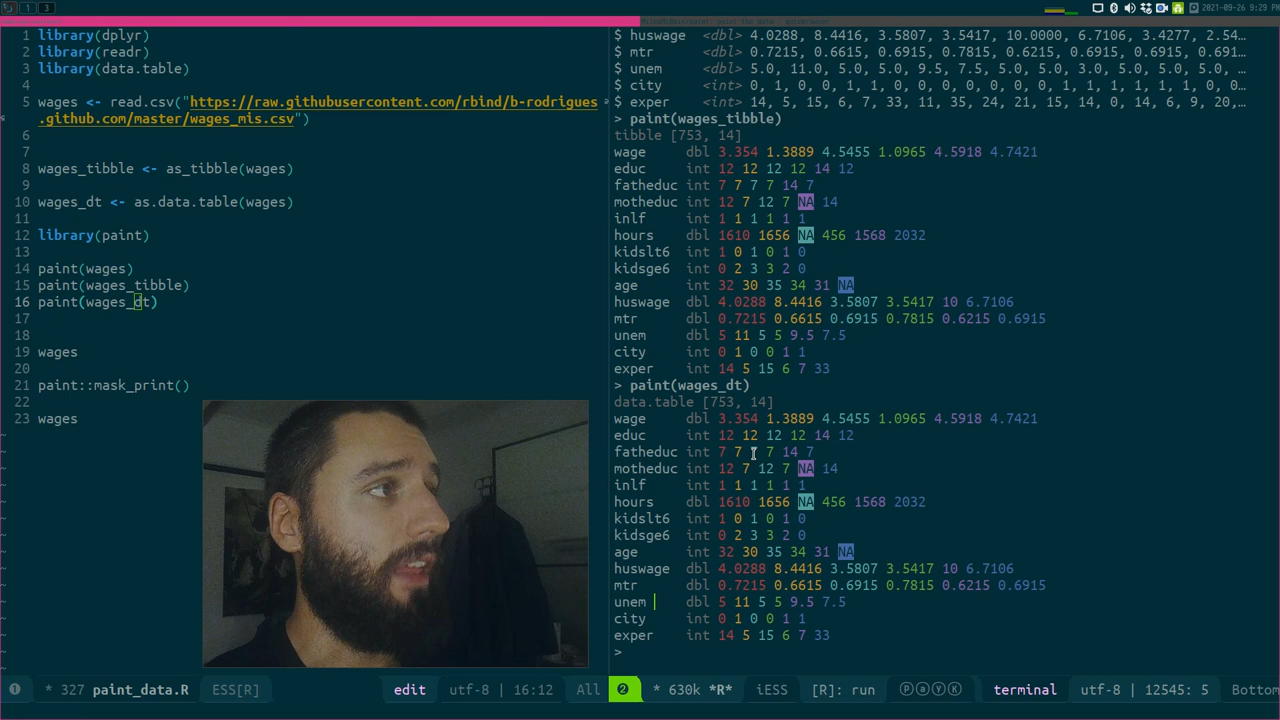 1 2 3
2021-09-26 9:29 PM
1 library(dplyr)
2 library(readr)
3 library(data.table)
4
5 wages <- read.csv("https://raw.githubusercontent.com/rbind/b-rodrigues
.github.com/master/wages_mis.csv")
6
7
8 wages_tibble <- as_tibble(wages)
9
10 wages_dt <- as.data.table(wages)
11
12 library(paint)
13
14 paint(wages)
15 paint(wages_tibble)
16 paint(wages_dt)
17
18
19 wages
20
21 paint::mask_print()
22
23 wages
$ huswage <dbl> 4.0288, 8.4416, 3.5807, 3.5417, 10.0000, 6.7106, 3.4277, 2.54…
$ mtr <dbl> 0.7215, 0.6615, 0.6915, 0.7815, 0.6215, 0.6915, 0.6915, 0.691…
$ unem <dbl> 5.0, 11.0, 5.0, 5.0, 9.5, 7.5, 5.0, 5.0, 3.0, 5.0, 5.0, 5.0, …
$ city <int> 0, 1, 0, 0, 1, 1, 0, 0, 0, 0, 0, 0, 1, 1, 1, 1, 1, 1, 0, 0…
$ exper <int> 14, 5, 15, 6, 7, 33, 11, 35, 24, 21, 15, 14, 0, 14, 6, 9, 20,…
> paint(wages_tibble)
tibble [753, 14]
wage dbl 3.354 1.3889 4.5455 1.0965 4.5918 4.7421
educ int 12 12 12 12 14 12
fatheduc int 7 7 7 7 14 7
motheduc int 12 7 12 7 NA 14
inlf int 1 1 1 1 1 1
hours dbl 1610 1656 NA 456 1568 2032
kidslt6 int 1 0 1 0 1 0
kidsge6 int 0 2 3 3 2 0
age int 32 30 35 34 31 NA
huswage dbl 4.0288 8.4416 3.5807 3.5417 10 6.7106
mtr dbl 0.7215 0.6615 0.6915 0.7815 0.6215 0.6915
unem dbl 5 11 5 5 9.5 7.5
city int 0 1 0 0 1 1
exper int 14 5 15 6 7 33
> paint(wages_dt)
data.table [753, 14]
wage dbl 3.354 1.3889 4.5455 1.0965 4.5918 4.7421
educ int 12 12 12 12 14 12
fatheduc int 7 7 7 14 7
motheduc int 12 7 12 7 NA 14
inlf int 1 1 1 1 1 1
hours dbl 1610 1656 NA 456 1568 2032
kidslt6 int 1 0 1 0 1 0
kidsge6 int 0 2 3 3 2 0
age int 32 30 35 34 31 NA
huswage dbl 4.0288 8.4416 3.5807 3.5417 10 6.7106
mtr dbl 0.7215 0.6615 0.6915 0.7815 0.6215 0.6915
unem dbl 5 11 5 5 9.5 7.5
city int 0 1 0 0 1 1
exper int 14 5 15 6 7 33
>
1 * 327 paint_data.R ESS[R] edit utf-8 | 16:12 All
2 * 630k *R* iESS [R]: run ⓟⓐⓨⓀ terminal utf-8 | 12545: 5 Bottom